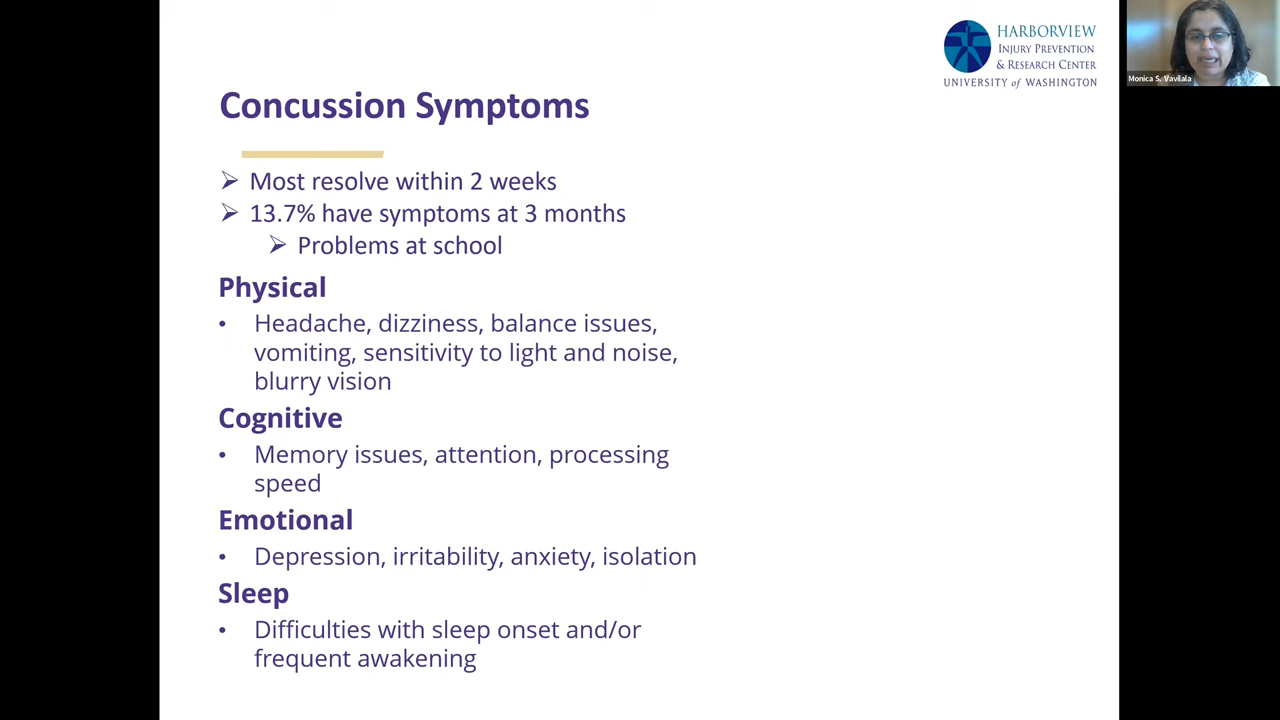 HARBORVIEW
INJURY PREVENTION
& RESEARCH CENTER
UNIVERSITY of WASHINGTON
Monica S. Vavilala
Concussion Symptoms
➢ Most resolve within 2 weeks
➢ 13.7% have symptoms at 3 months
➢ Problems at school
Physical
• Headache, dizziness, balance issues,
vomiting, sensitivity to light and noise,
blurry vision
Cognitive
• Memory issues, attention, processing
speed
Emotional
• Depression, irritability, anxiety, isolation
Sleep
• Difficulties with sleep onset and/or
frequent awakening